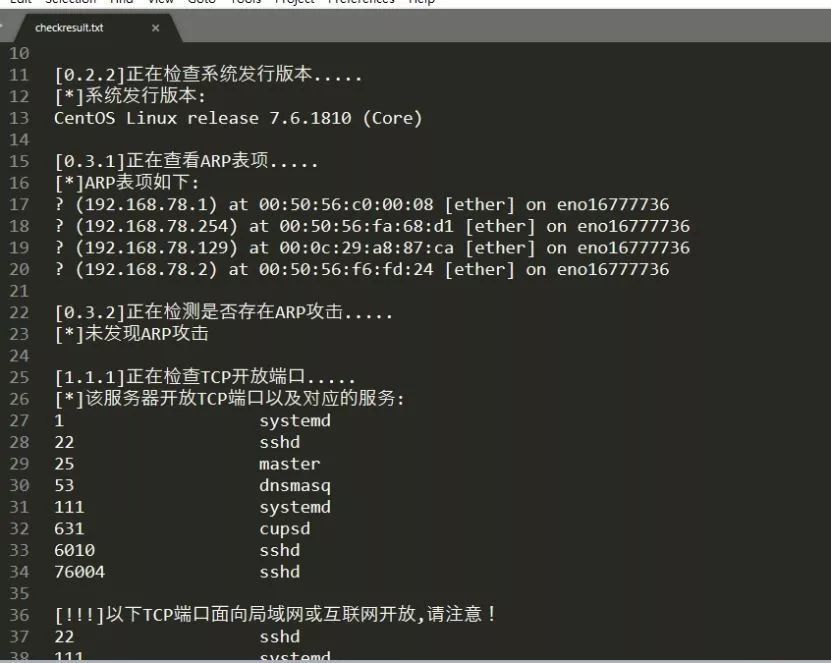 Edit Selection Find View Goto Tools Project Preferences Help
checkresult.txt ×
10
11 [0.2.2]正在检查系统发行版本.....
12 [*]系统发行版本:
13 CentOS Linux release 7.6.1810 (Core)
14
15 [0.3.1]正在查看ARP表项.....
16 [*]ARP表项如下:
17 ? (192.168.78.1) at 00:50:56:c0:00:08 [ether] on eno16777736
18 ? (192.168.78.254) at 00:50:56:fa:68:d1 [ether] on eno16777736
19 ? (192.168.78.129) at 00:0c:29:a8:87:ca [ether] on eno16777736
20 ? (192.168.78.2) at 00:50:56:f6:fd:24 [ether] on eno16777736
21
22 [0.3.2]正在检测是否存在ARP攻击.....
23 [*]未发现ARP攻击
24
25 [1.1.1]正在检查TCP开放端口.....
26 [*]该服务器开放TCP端口以及对应的服务:
27 1 systemd
28 22 sshd
29 25 master
30 53 dnsmasq
31 111 systemd
32 631 cupsd
33 6010 sshd
34 76004 sshd
35
36 [!!!]以下TCP端口面向局域网或互联网开放,请注意！
37 22 sshd
38 111 systemd